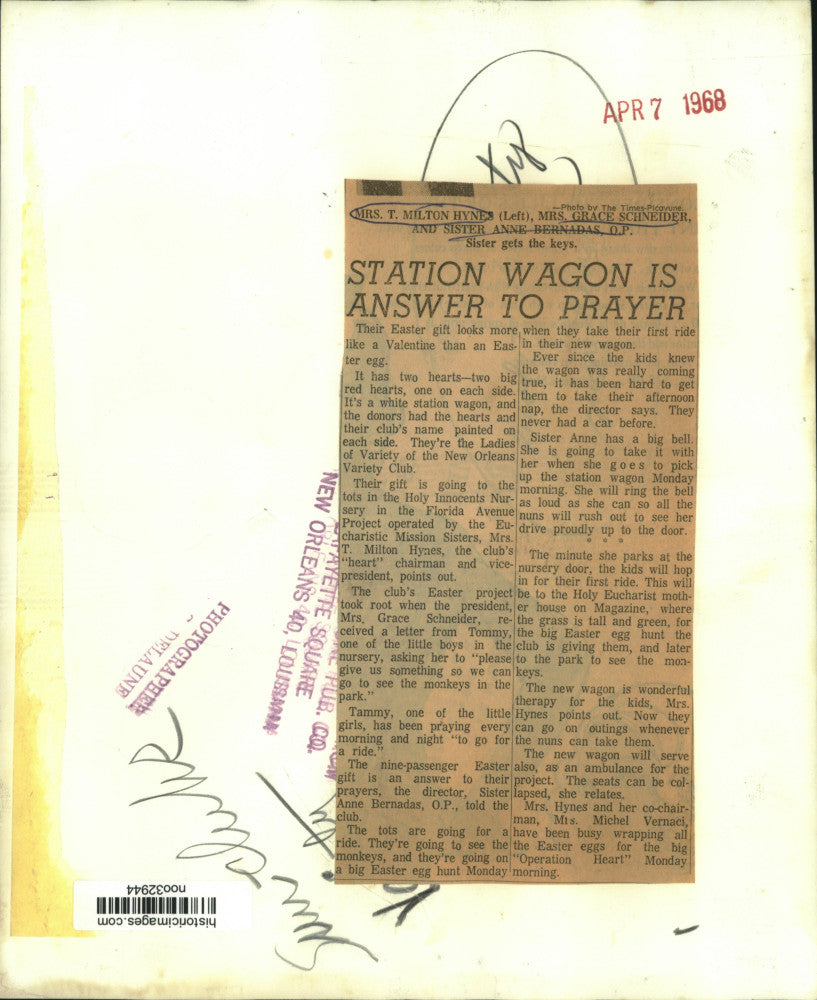 APR 7 1968
—Photo by The Times-Picayune.
MRS. T. MILTON HYNES (Left), MRS. GRACE SCHNEIDER,
AND SISTER ANNE BERNADAS, O.P.
Sister gets the keys.
STATION WAGON IS
ANSWER TO PRAYER
Their Easter gift looks more
like a Valentine than an Eas-
ter egg.
It has two hearts—two big
red hearts, one on each side.
It's a white station wagon, and
the donors had the hearts and
their club's name painted on
each side. They're the Ladies
of Variety of the New Orleans
Variety Club.
Their gift is going to the
tots in the Holy Innocents Nur-
sery in the Florida Avenue
Project operated by the Eu-
charistic Mission Sisters, Mrs.
T. Milton Hynes, the club's
"heart" chairman and vice-
president, points out.
The club's Easter project
took root when the president,
Mrs. Grace Schneider, re-
ceived a letter from Tommy,
one of the little boys in the
nursery, asking her to "please
give us something so we can
go to see the monkeys in the
park."
Tammy, one of the little
girls, has been praying every
morning and night "to go for
a ride."
The nine-passenger Easter
gift is an answer to their
prayers, the director, Sister
Anne Bernadas, O.P., told the
club.
The tots are going for a
ride. They're going to see the
monkeys, and they're going on
a big Easter egg hunt Monday
when they take their first ride
in their new wagon.
Ever since the kids knew
the wagon was really coming
true, it has been hard to get
them to take their afternoon
nap, the director says. They
never had a car before.
Sister Anne has a big bell.
She is going to take it with
her when she goes to pick
up the station wagon Monday
morning. She will ring the bell
as loud as she can so all the
nuns will rush out to see her
drive proudly up to the door.
* * *
The minute she parks at the
nursery door, the kids will hop
in for their first ride. This will
be to the Holy Eucharist moth-
er house on Magazine, where
the grass is tall and green, for
the big Easter egg hunt the
club is giving them, and later
to the park to see the mon-
keys.
The new wagon is wonderful
therapy for the kids, Mrs.
Hynes points out. Now they
can go on outings whenever
the nuns can take them.
The new wagon will serve
also, as an ambulance for the
project. The seats can be col-
lapsed, she relates.
Mrs. Hynes and her co-chair-
man, Mrs. Michel Vernaci,
have been busy wrapping all
the Easter eggs for the big
"Operation Heart" Monday
morning.
PUB. CO.
LAFAYETTE SQUARE
NEW ORLEANS 40, LOUISIANA
PHOTOGRAPHER
DELAUNE
historicimages.com
noo32944